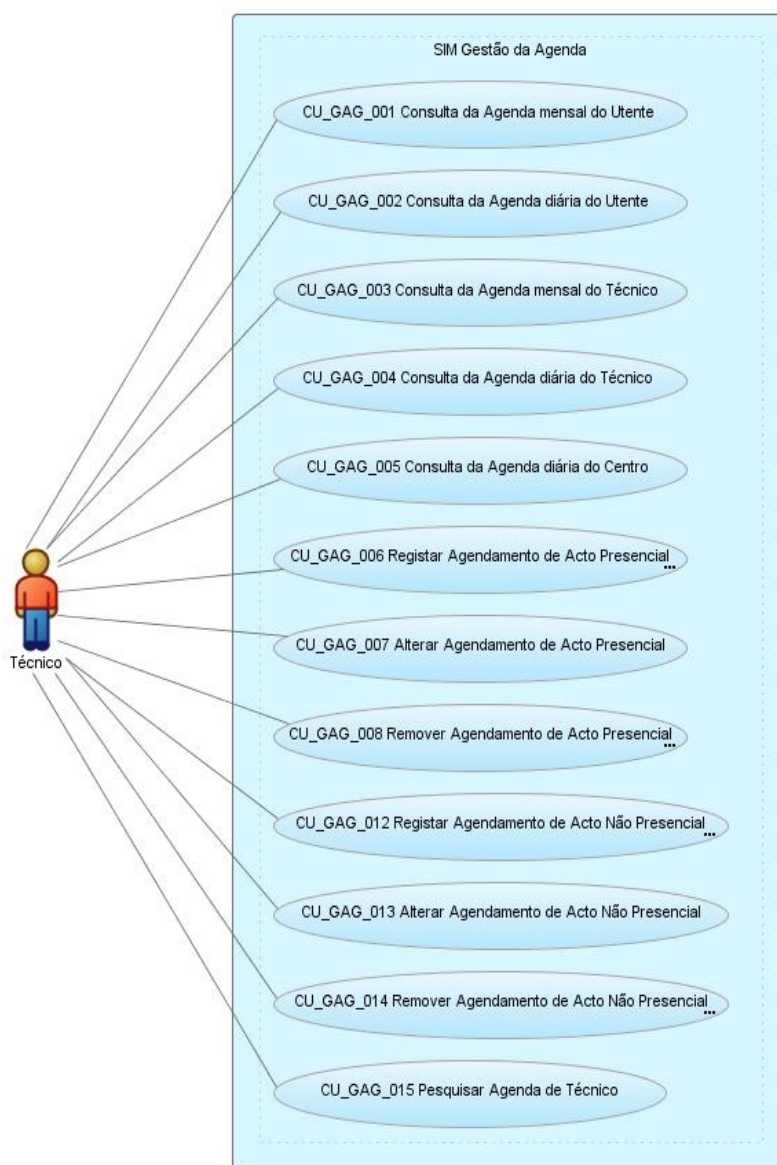 SIM Gestão da Agenda
CU_GAG_001 Consulta da Agenda mensal do Utente
CU_GAG_002 Consulta da Agenda diária do Utente
CU_GAG_003 Consulta da Agenda mensal do Técnico
CU_GAG_004 Consulta da Agenda diária do Técnico
CU_GAG_005 Consulta da Agenda diária do Centro
CU_GAG_006 Registar Agendamento de Acto Presencial
...
Técnico
CU_GAG_007 Alterar Agendamento de Acto Presencial
CU_GAG_008 Remover Agendamento de Acto Presencial
...
CU_GAG_012 Registar Agendamento de Acto Não Presencial
...
CU_GAG_013 Alterar Agendamento de Acto Não Presencial
CU_GAG_014 Remover Agendamento de Acto Não Presencial
...
CU_GAG_015 Pesquisar Agenda de Técnico